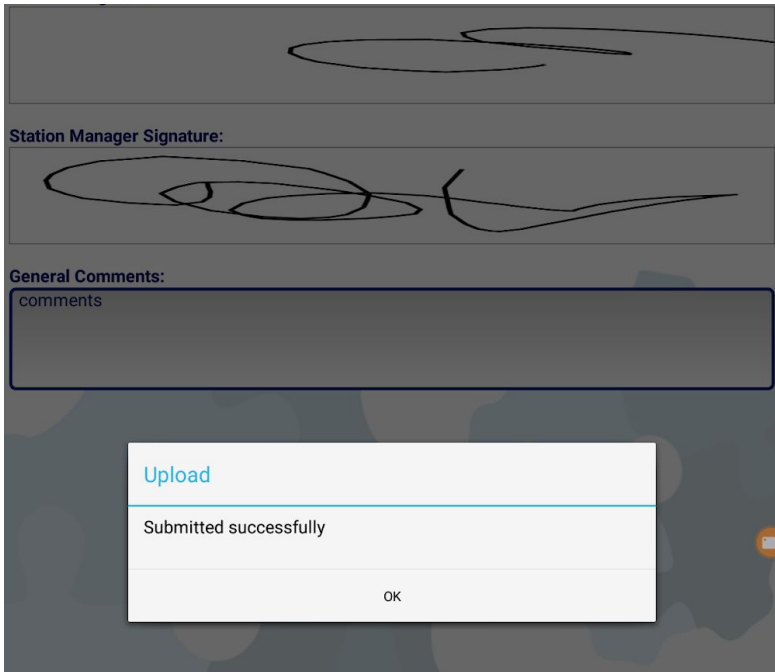 Station Manager Signature:
General Comments:
comments
Upload
Submitted successfully
OK